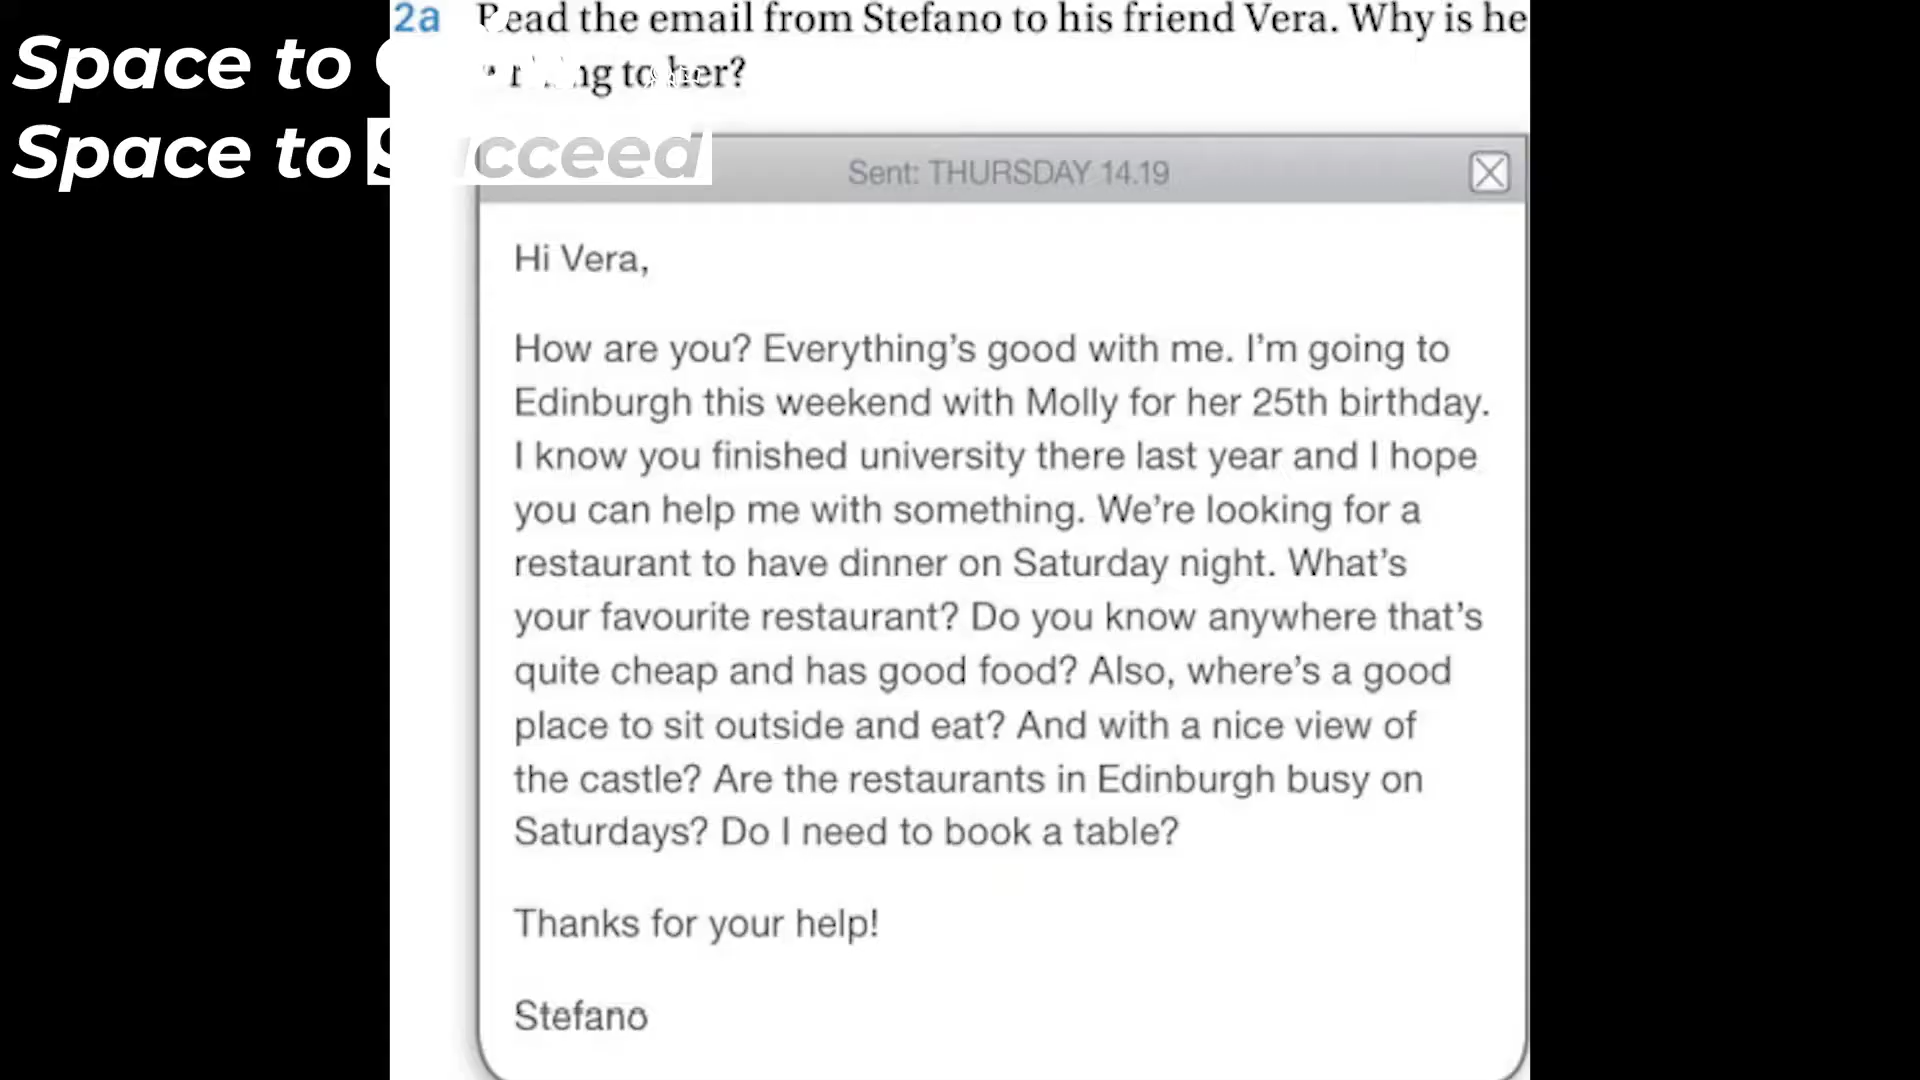 Space to
Space to Succeed
2a Read the email from Stefano to his friend Vera. Why is he
to her?
Sent: THURSDAY 14.19
Hi Vera,
How are you? Everything's good with me. I'm going to
Edinburgh this weekend with Molly for her 25th birthday.
I know you finished university there last year and I hope
you can help me with something. We're looking for a
restaurant to have dinner on Saturday night. What's
your favourite restaurant? Do you know anywhere that's
quite cheap and has good food? Also, where's a good
place to sit outside and eat? And with a nice view of
the castle? Are the restaurants in Edinburgh busy on
Saturdays? Do I need to book a table?
Thanks for your help!
Stefano